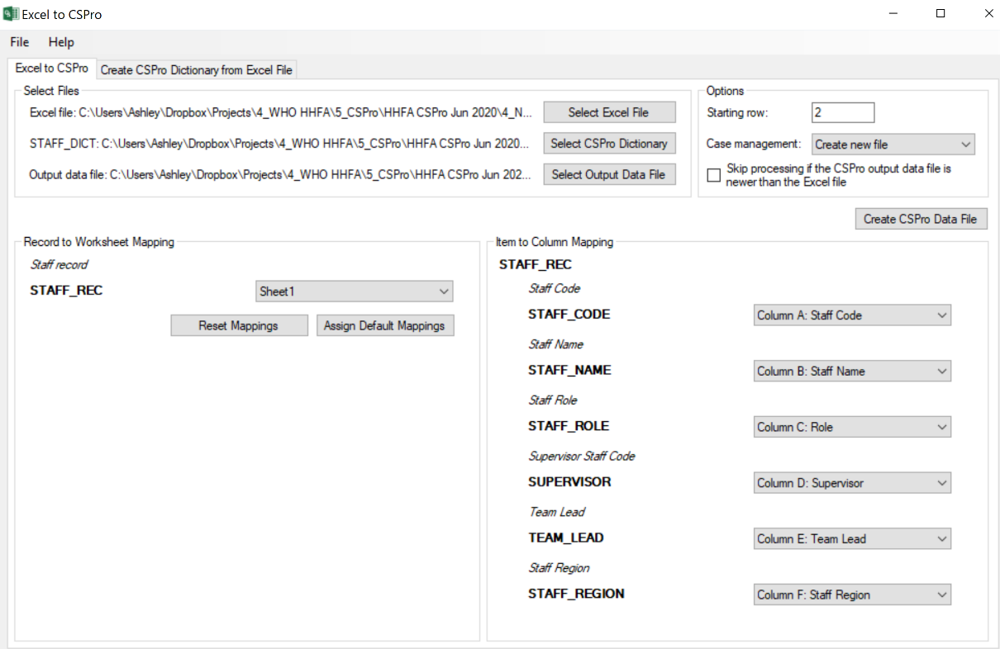 Excel to CSPro
File Help
Excel to CSPro Create CSPro Dictionary from Excel File
Select Files
Excel file: C:\Users\Ashley\Dropbox\Projects\4_WHO HHFA\5_CSPro\HHFA CSPro Jun 2020\4_N... Select Excel File
STAFF_DICT: C:\Users\Ashley\Dropbox\Projects\4_WHO HHFA\5_CSPro\HHFA CSPro Jun 2020... Select CSPro Dictionary
Output data file: C:\Users\Ashley\Dropbox\Projects\4_WHO HHFA\5_CSPro\HHFA CSPro Jun 202... Select Output Data File
Options
Starting row: 2
Case management: Create new file
Skip processing if the CSPro output data file is
newer than the Excel file
Create CSPro Data File
Record to Worksheet Mapping
Staff record
STAFF_REC Sheet1
Reset Mappings Assign Default Mappings
Item to Column Mapping
STAFF_REC
Staff Code
STAFF_CODE Column A: Staff Code
Staff Name
STAFF_NAME Column B: Staff Name
Staff Role
STAFF_ROLE Column C: Role
Supervisor Staff Code
SUPERVISOR Column D: Supervisor
Team Lead
TEAM_LEAD Column E: Team Lead
Staff Region
STAFF_REGION Column F: Staff Region